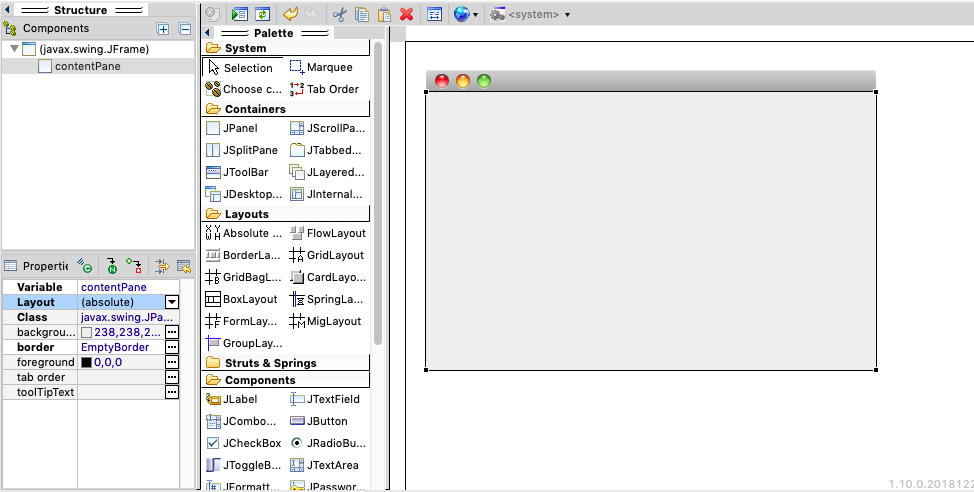 Structure
Components
(javax.swing.JFrame)
contentPane
Properti
Variable contentPane
Layout (absolute)
Class javax.swing.JPa...
backgrou... 238,238,2...
border EmptyBorder
foreground 0,0,0
tab order
toolTipText
<system>
Palette
System
Selection Marquee
Choose c... Tab Order
Containers
JPanel JScrollPa...
JSplitPane JTabbed...
JToolBar JLayered...
JDesktop... JInternal...
Layouts
Absolute ... FlowLayout
BorderLa... GridLayout
GridBagL... CardLayo...
BoxLayout SpringLa...
FormLay... MigLayout
GroupLay...
Struts & Springs
Components
JLabel JTextField
JCombo... JButton
JCheckBox JRadioBu...
JToggleB... JTextArea
JFormatt... JPasswor...
1.10.0.2018122